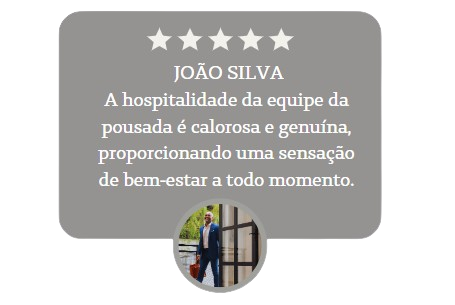 JOÃO SILVA
A hospitalidade da equipe da
pousada é calorosa e genuína,
proporcionando uma sensação
de bem-estar a todo momento.